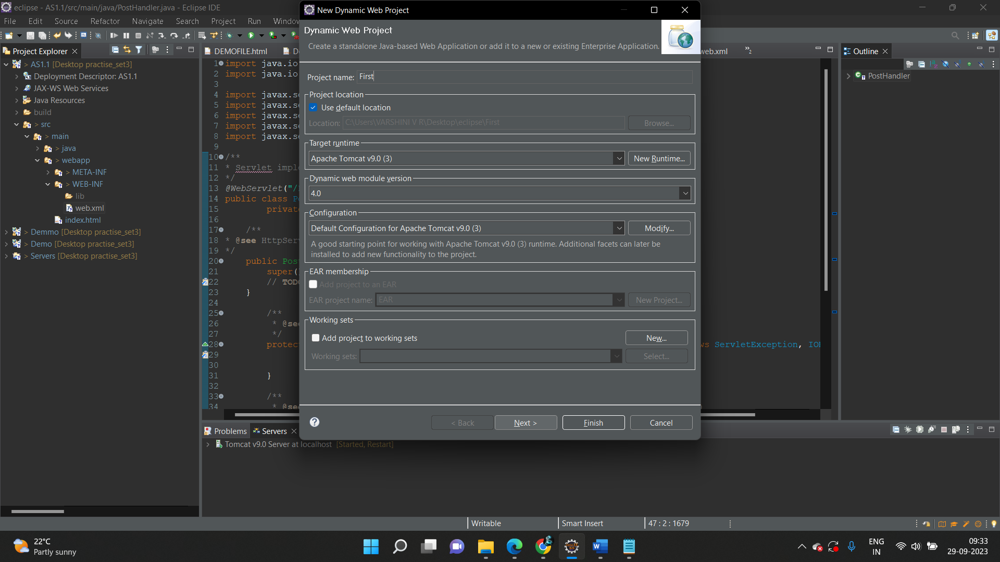 eclipse - AS1.1/src/main/java/PostHandler.java - Eclipse IDE
File Edit Source Refactor Navigate Search Project Run Window
Project Explorer
AS1.1 [Desktop practise_set3]
Deployment Descriptor: AS1.1
JAX-WS Web Services
Java Resources
build
> src
> main
> java
> webapp
> META-INF
> WEB-INF
lib
web.xml
index.html
> Demmo [Desktop practise_set3]
> Demo [Desktop practise_set3]
> Servers [Desktop practise_set3]
DEMOFILE.html
web.xml
»2
1 import java.io
2 import java.io
3
4 import javax.se
5 import javax.se
6 import javax.se
7 import javax.se
8 import javax.se
9
10 /**
11 * Servlet imple
12 */
13 @WebServlet("/
14 public class P
15 private
16
17 /**
18 * @see HttpSer
19 */
20 public Pos
21 super(
22 // TODO
23 }
24
25 /**
26 * @see
27 */
28 protect ws ServletException, IOE
29
30
31 }
32
33 /**
34 * @see
New Dynamic Web Project
Dynamic Web Project
Create a standalone Java-based Web Application or add it to a new or existing Enterprise Application.
Project name: First
Project location
Use default location
Location: C:\Users\VARSHINI V R\Desktop\eclipse\First Browse...
Target runtime
Apache Tomcat v9.0 (3) New Runtime...
Dynamic web module version
4.0
Configuration
Default Configuration for Apache Tomcat v9.0 (3) Modify...
A good starting point for working with Apache Tomcat v9.0 (3) runtime. Additional facets can later be
installed to add new functionality to the project.
EAR membership
Add project to an EAR
EAR project name: EAR New Project...
Working sets
Add project to working sets New...
Working sets: Select...
< Back Next > Finish Cancel
Outline
PostHandler
Problems Servers
Tomcat v9.0 Server at localhost [Started, Restart]
Writable Smart Insert 47 : 2 : 1679
22°C
Partly sunny
ENG
IN
09:33
29-09-2023